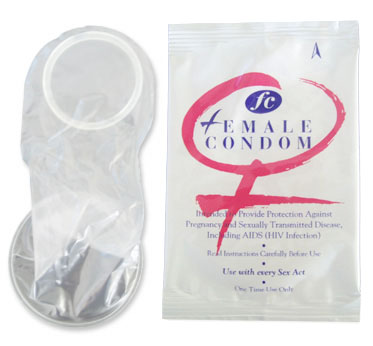 fc
FEMALE
CONDOM
Intended to Provide Protection Against
Pregnancy and Sexually Transmitted Disease,
Including AIDS (HIV Infection)
•
Read Instructions Carefully Before Use
•
Use with every Sex Act
•
One Time Use Only